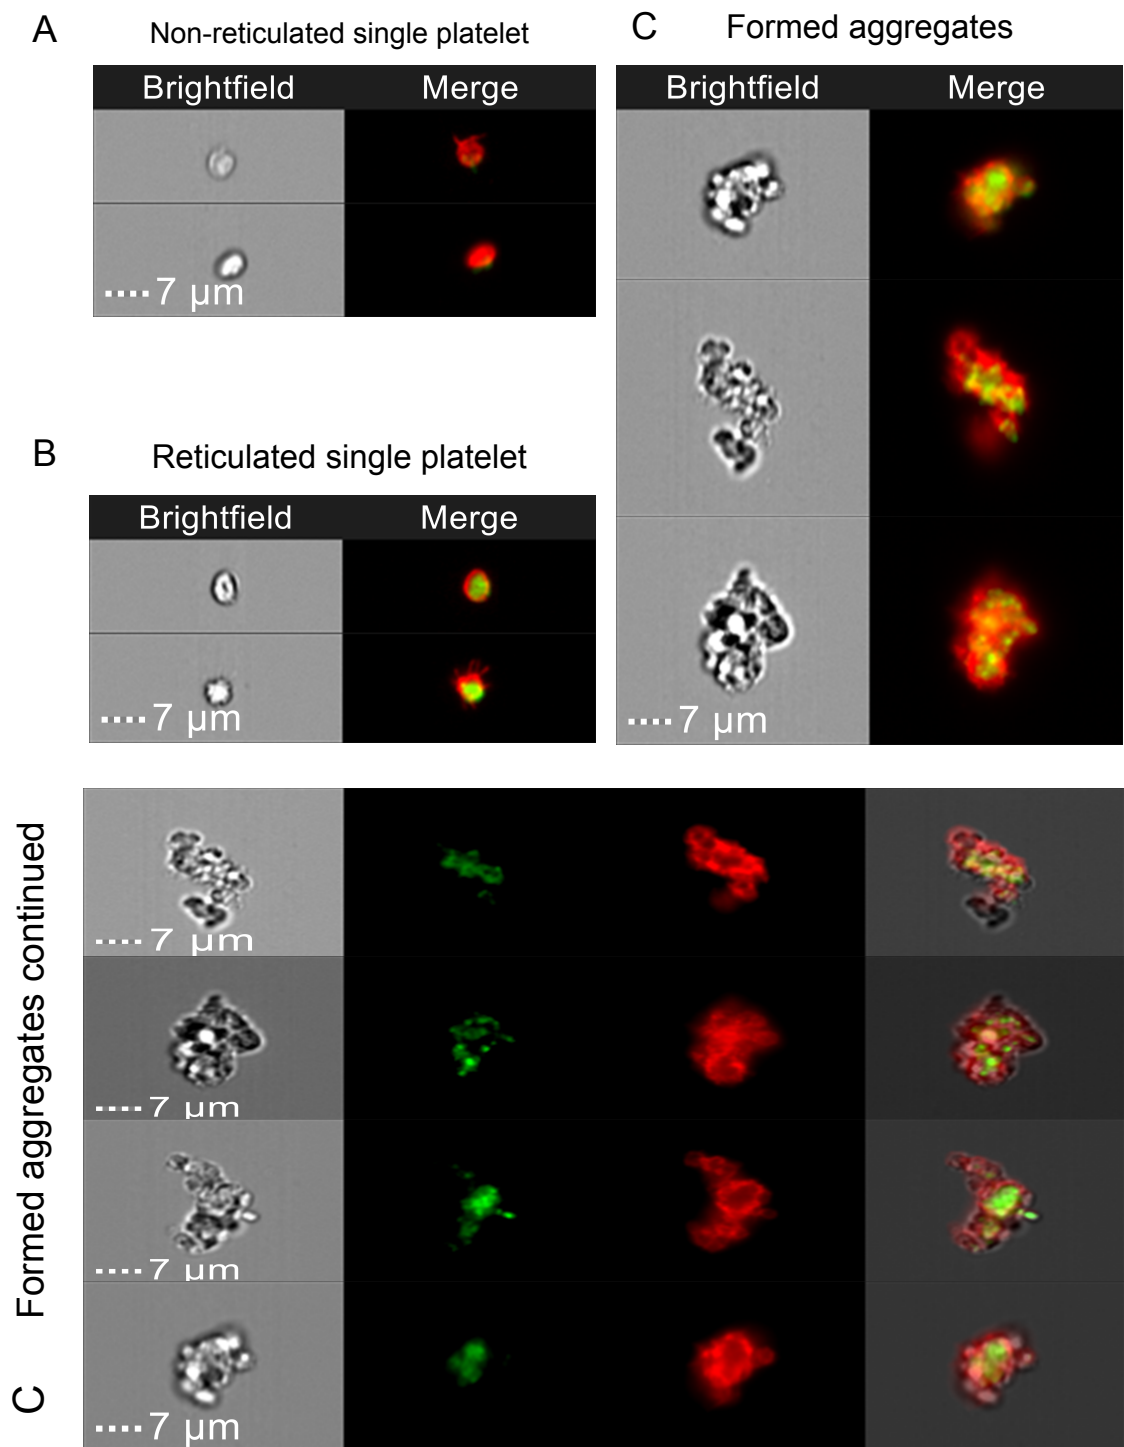 A
Non-reticulated single platelet
Brightfield
Merge
7 µm
B
Reticulated single platelet
Brightfield
Merge
7 µm
C
Formed aggregates
Brightfield
Merge
7 µm
C
Formed aggregates continued
7 µm
7 µm
7 µm
7 µm